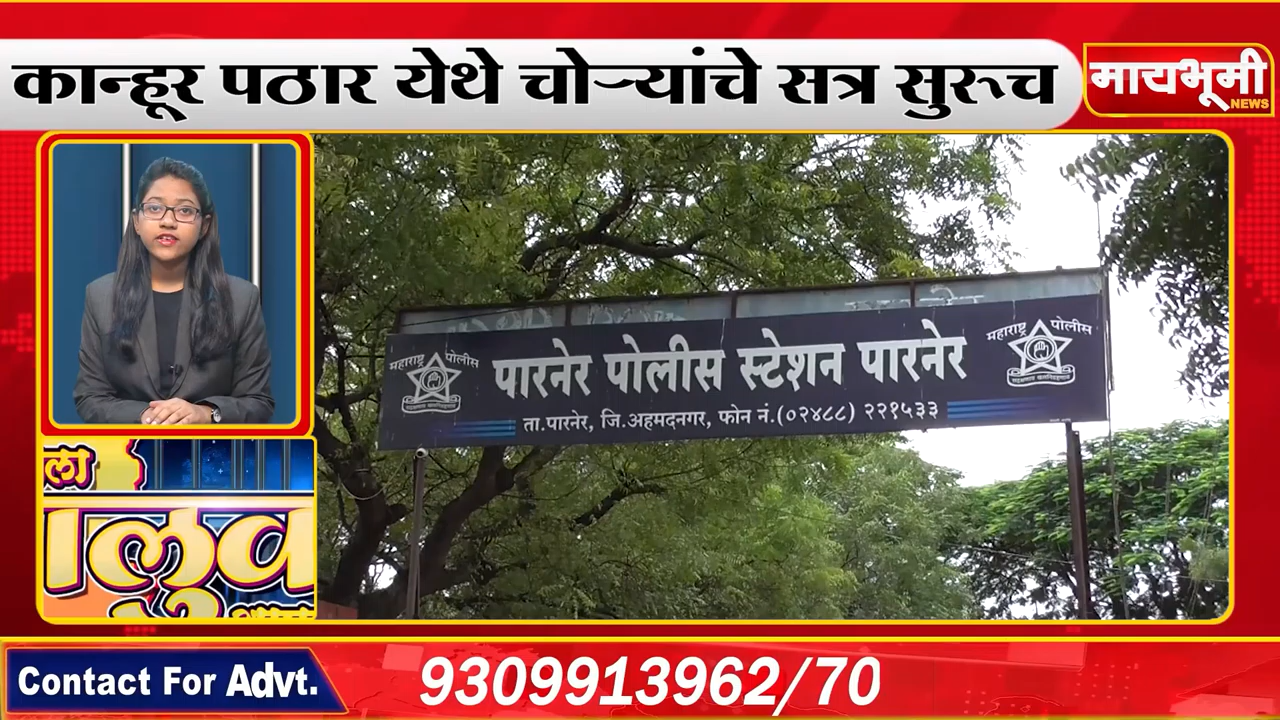 कान्हूर पठार येथे चोऱ्यांचे सत्र सुरूच
मायभूमी
NEWS
महाराष्ट्र पोलीस
पारनेर पोलीस स्टेशन पारनेर
महाराष्ट्र पोलीस
ता.पारनेर, जि.अहमदनगर, फोन नं.(०२४८८) २२१५३३
Contact For Advt.
9309913962/70